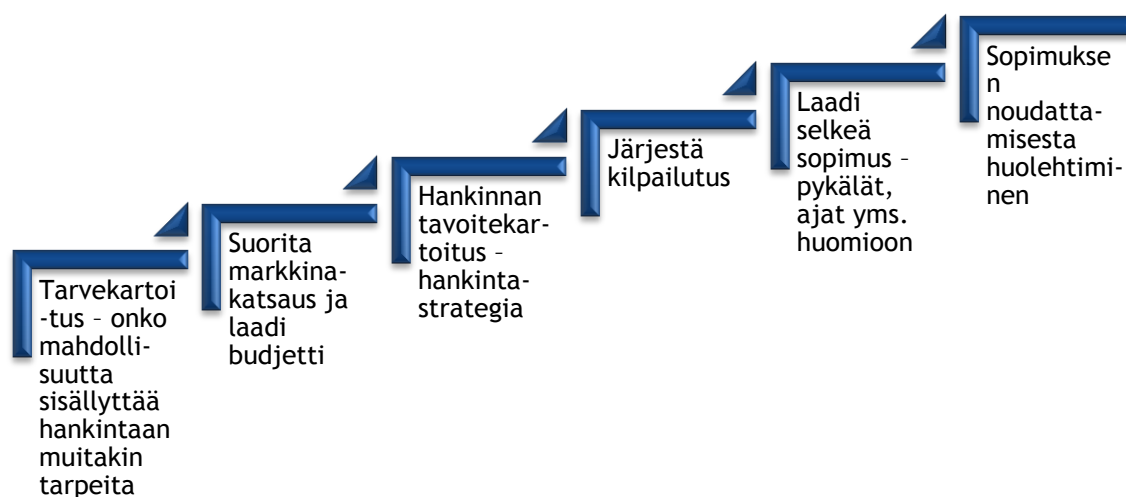 Tarvekartoi
-tus – onko
mahdolli-
suutta
sisällyttää
hankintaan
muitakin
tarpeita
Suorita
markkina-
katsaus ja
laadi
budjetti
Hankinnan
tavoitekar-
toitus –
hankinta-
strategia
Järjestä
kilpailutus
Laadi
selkeä
sopimus –
pykälät,
ajat yms.
huomioon
Sopimukse
n
noudatta-
misesta
huolehtimi-
nen